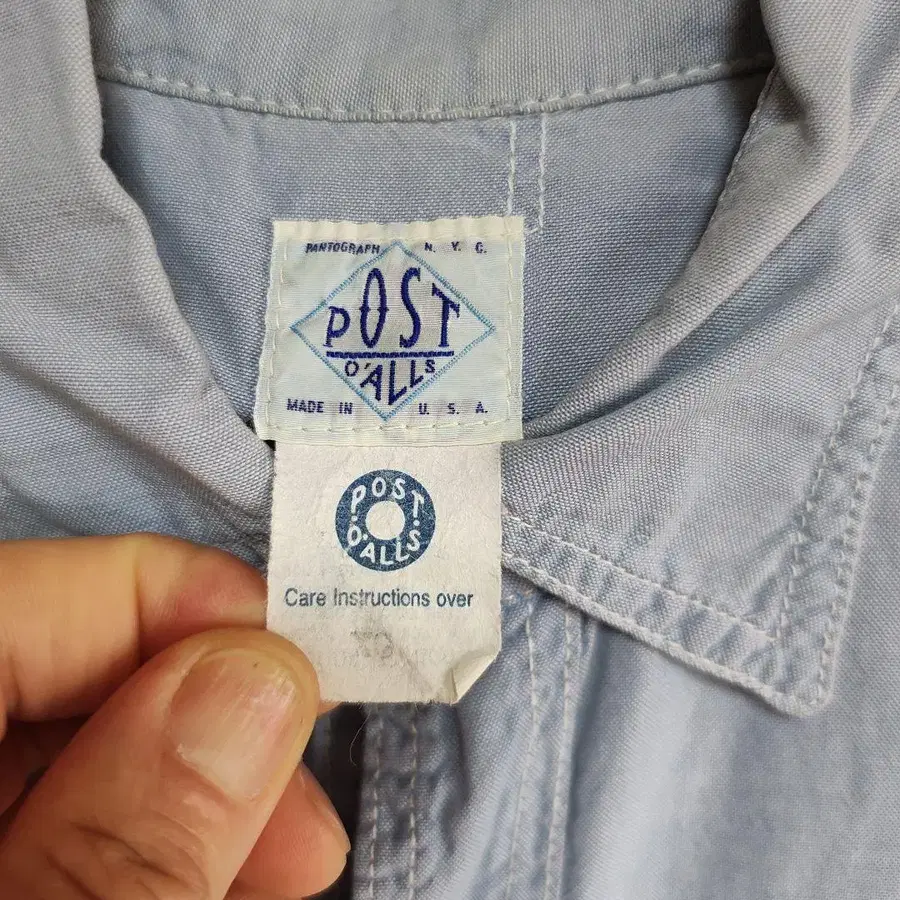 PANTOGRAPH N. Y. C.
POST
O'ALLS
MADE IN U. S. A.
POST
O'ALLS
Care Instructions over